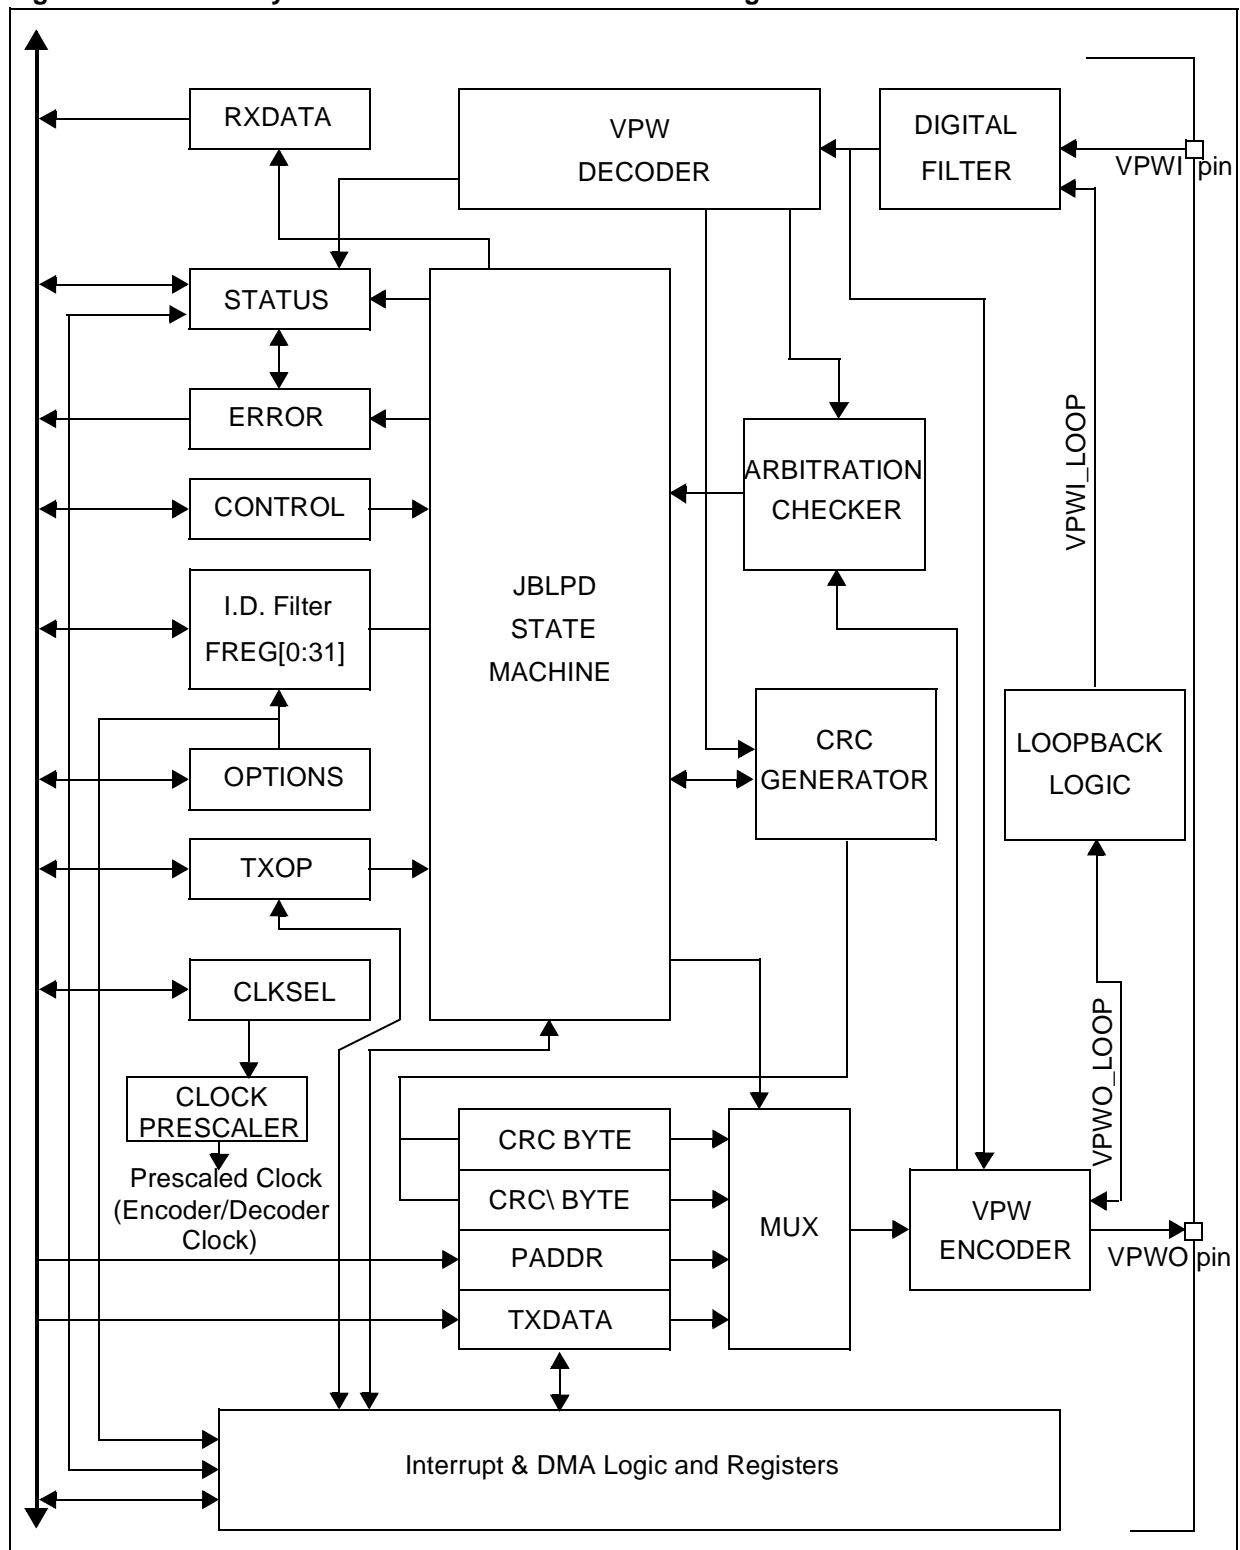 RXDATA
VPW
DECODER
DIGITAL
FILTER
VPWI pin
STATUS
ERROR
CONTROL
I.D. Filter
FREG[0:31]
OPTIONS
TXOP
CLKSEL
CLOCK
PRESCALER
Prescaled Clock
(Encoder/Decoder
Clock)
JBLPD
STATE
MACHINE
ARBITRATION
CHECKER
CRC
GENERATOR
VPWI_LOOP
LOOPBACK
LOGIC
VPWO_LOOP
CRC BYTE
CRC\ BYTE
PADDR
TXDATA
MUX
VPW
ENCODER
VPWO pin
Interrupt & DMA Logic and Registers